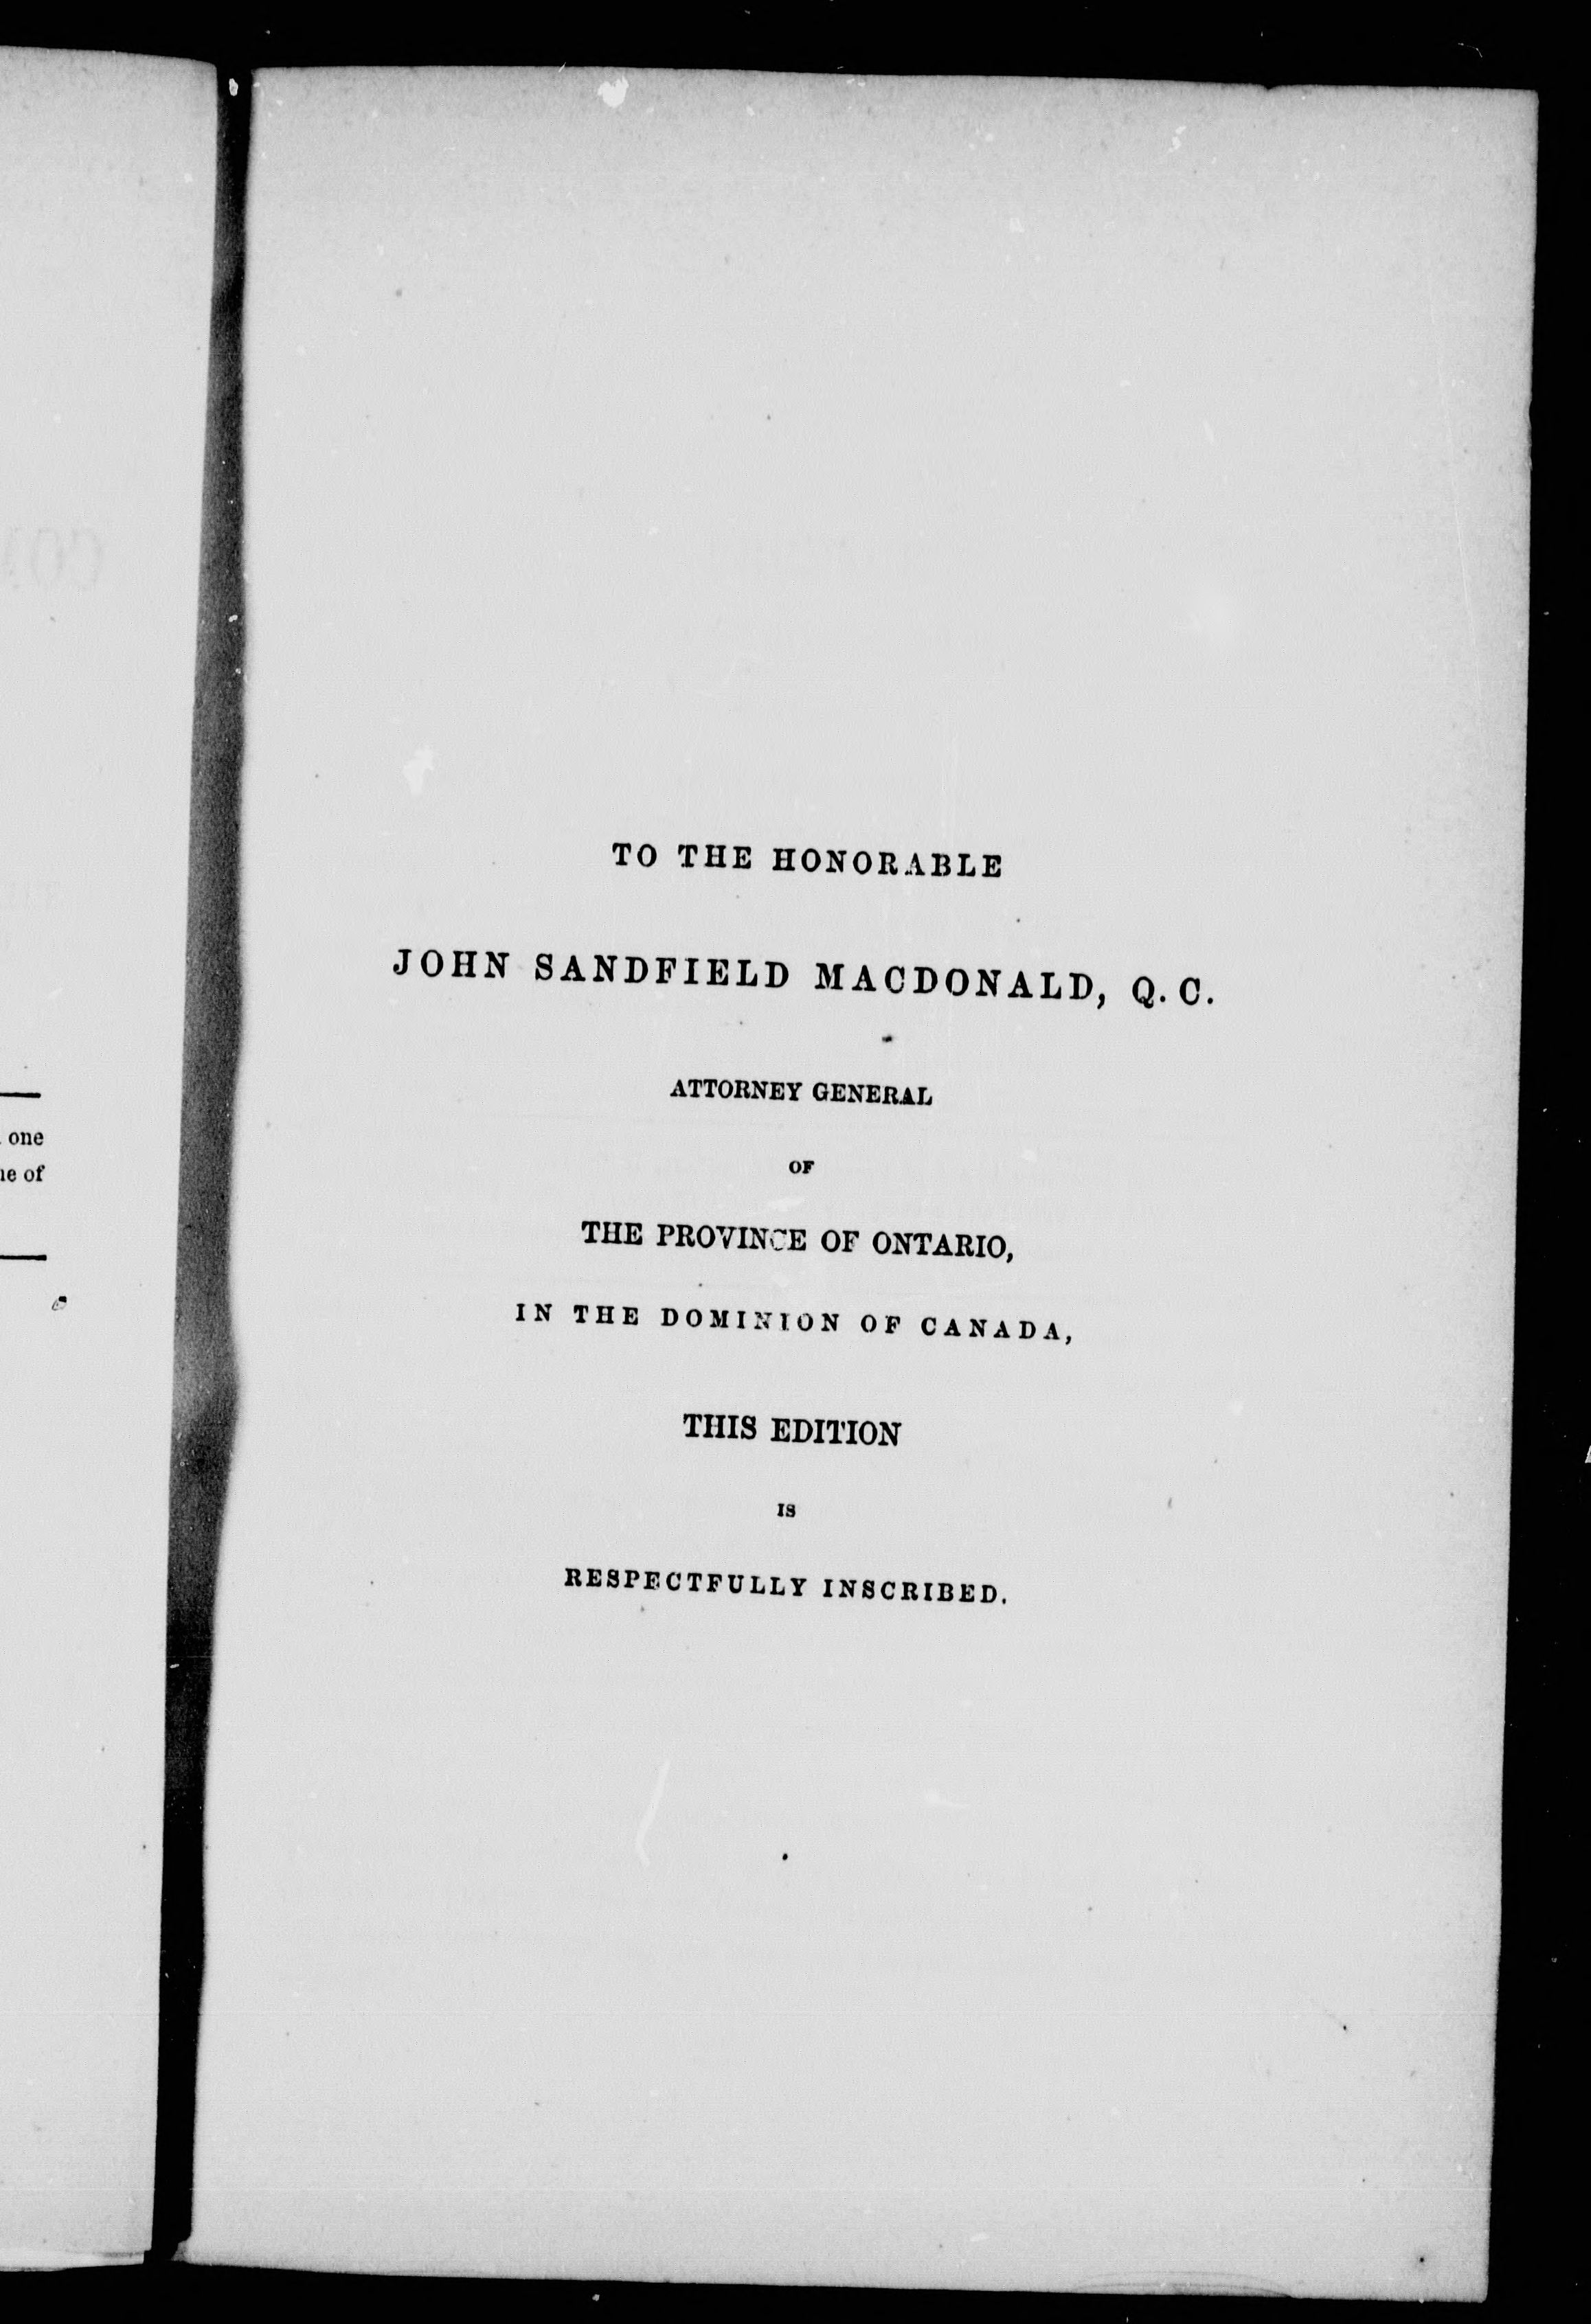 one
of
TO THE HONORABLE
JOHN SANDFIELD MACDONALD, Q. C.
ATTORNEY GENERAL
OF
THE PROVINCE OF ONTARIO,
IN THE DOMINION OF CANADA,
THIS EDITION
IS
RESPECTFULLY INSCRIBED.